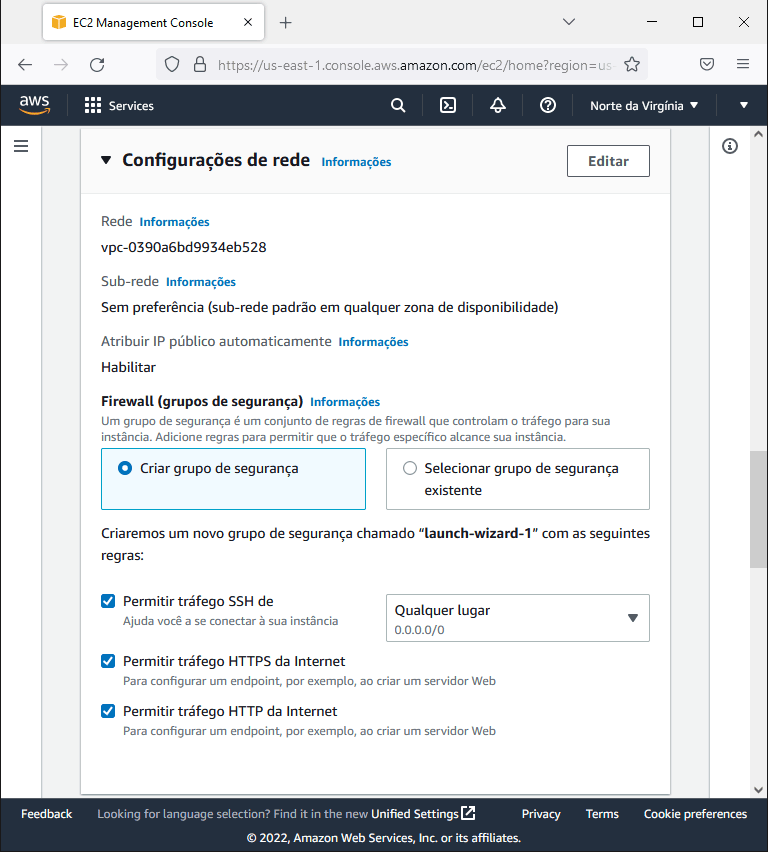 EC2 Management Console
https://us-east-1.console.aws.amazon.com/ec2/home?region=us-
aws
Services
Norte da Virgínia
Configurações de rede Informações
Editar
Rede Informações
vpc-0390a6bd9934eb528
Sub-rede Informações
Sem preferência (sub-rede padrão em qualquer zona de disponibilidade)
Atribuir IP público automaticamente Informações
Habilitar
Firewall (grupos de segurança) Informações
Um grupo de segurança é um conjunto de regras de firewall que controlam o tráfego para sua
instância. Adicione regras para permitir que o tráfego específico alcance sua instância.
Criar grupo de segurança
Selecionar grupo de segurança
existente
Criaremos um novo grupo de segurança chamado “launch-wizard-1” com as seguintes
regras:
Permitir tráfego SSH de
Ajuda você a se conectar à sua instância
Qualquer lugar
0.0.0.0/0
Permitir tráfego HTTPS da Internet
Para configurar um endpoint, por exemplo, ao criar um servidor Web
Permitir tráfego HTTP da Internet
Para configurar um endpoint, por exemplo, ao criar um servidor Web
Feedback
Looking for language selection? Find it in the new Unified Settings
Privacy
Terms
Cookie preferences
© 2022, Amazon Web Services, Inc. or its affiliates.